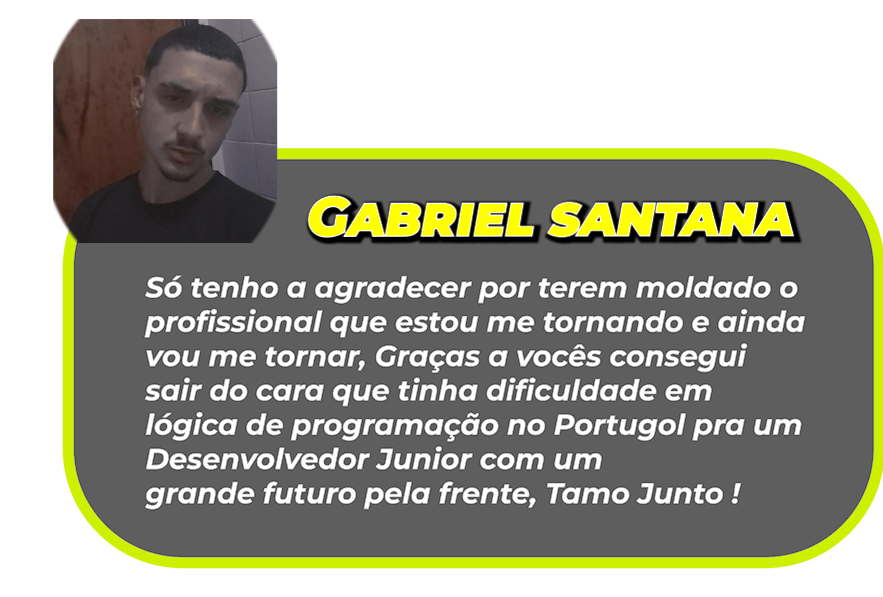 GABRIEL SANTANA
Só tenho a agradecer por terem moldado o
profissional que estou me tornando e ainda
vou me tornar, Graças a vocês consegui
sair do cara que tinha dificuldade em
lógica de programação no Portugol pra um
Desenvolvedor Junior com um
grande futuro pela frente, Tamo Junto !